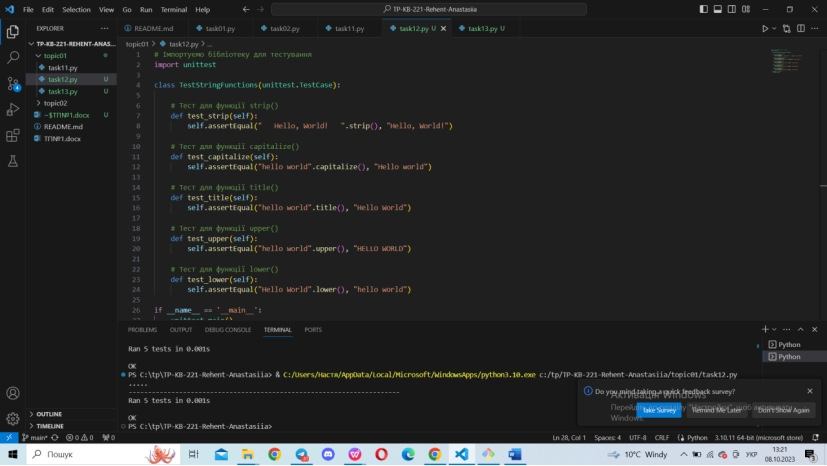 File Edit Selection View Go Run Terminal Help
TP-KB-221-Rehent-Anastasiia
EXPLORER
README.md task01.py task02.py task11.py task12.py U task13.py U
TP-KB-221-REHENT-ANAS...
topic01
task11.py
task12.py U
task13.py U
topic02
~$ТП№1.docx U
README.md
ТП№1.docx
OUTLINE
TIMELINE
topic01 > task12.py > ...
1 # Імпортуємо бібліотеку для тестування
2 import unittest
3
4 class TestStringFunctions(unittest.TestCase):
5
6 # Тест для функції strip()
7 def test_strip(self):
8 self.assertEqual("   Hello, World!   ".strip(), "Hello, World!")
9
10 # Тест для функції capitalize()
11 def test_capitalize(self):
12 self.assertEqual("hello world".capitalize(), "Hello world")
13
14 # Тест для функції title()
15 def test_title(self):
16 self.assertEqual("hello world".title(), "Hello World")
17
18 # Тест для функції upper()
19 def test_upper(self):
20 self.assertEqual("hello world".upper(), "HELLO WORLD")
21
22 # Тест для функції lower()
23 def test_lower(self):
24 self.assertEqual("Hello World".lower(), "hello world")
25
26 if __name__ == '__main__':
PROBLEMS OUTPUT DEBUG CONSOLE TERMINAL PORTS
Ran 5 tests in 0.001s
OK
PS C:\tp\TP-KB-221-Rehent-Anastasiia> & C:/Users/Настя/AppData/Local/Microsoft/WindowsApps/python3.10.exe c:/tp/TP-KB-221-Rehent-Anastasiia/topic01/task12.py
.....
----------------------------------------------------------------------
Ran 5 tests in 0.001s
OK
PS C:\tp\TP-KB-221-Rehent-Anastasiia>
Python
Python
Do you mind taking a quick feedback survey?
Активація Windows
Take Survey Remind Me Later Don't Show Again
Windows.
main* 0 0 0 Ln 28, Col 1 Spaces: 4 UTF-8 CRLF Python 3.10.11 64-bit (microsoft store)
Пошук 10°C Windy УКР 13:21
08.10.2023 3